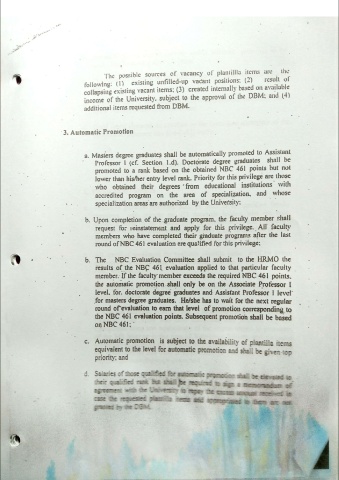 The possible sources of vacancy of plantilla items are the
following: (1) existing unfilled-up vacant positions; (2) result of
collapsing existing vacant items; (3) created internally based on available
income of the University, subject to the approval of the DBM; and (4)
additional items requested from DBM.
3. Automatic Promotion
a. Masters degree graduates shall be automatically promoted to Assistant
Professor I (cf. Section 1.d). Doctorate degree graduates shall be
promoted to a rank based on the obtained NBC 461 points but not
lower than his/her entry level rank. Priority for this privilege are those
who obtained their degrees from educational institutions with
accredited program on the area of specialization, and whose
specialization areas are authorized by the University;
b. Upon completion of the graduate program, the faculty member shall
request for reinstatement and apply for this privilege. All faculty
members who have completed their graduate programs after the last
round of NBC 461 evaluation are qualified for this privilege;
b. The NBC Evaluation Committee shall submit to the HRMO the
results of the NBC 461 evaluation applied to that particular faculty
member. If the faculty member exceeds the required NBC 461 points,
the automatic promotion shall only be on the Associate Professor I
level, for doctorate degree graduates and Assistant Professor I level
for masters degree graduates. He/she has to wait for the next regular
round of evaluation to earn that level of promotion corresponding to
the NBC 461 evaluation points. Subsequent promotion shall be based
on NBC 461;
c. Automatic promotion is subject to the availability of plantilla items
equivalent to the level for automatic promotion and shall be given top
priority; and
d. Salaries of those qualified for automatic promotion shall be elevated to
their qualified rank but shall be required to sign a memorandum of
agreement with the University to repay the excess amount received in
case the requested plantilla items and appropriated to them are not
granted by the DBM.